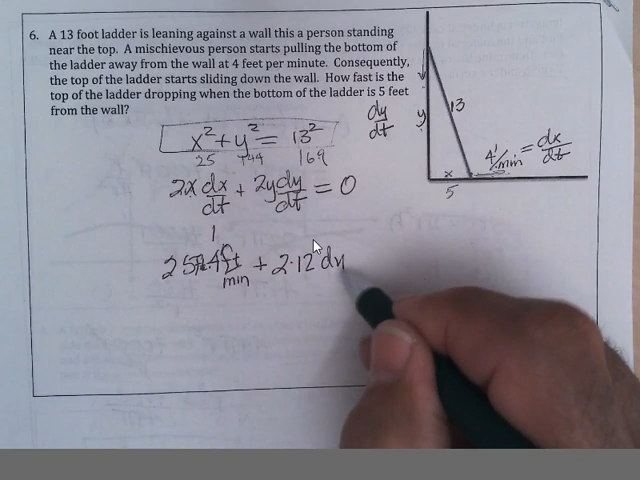 6. A 13 foot ladder is leaning against a wall this a person standing
near the top. A mischievous person starts pulling the bottom of
the ladder away from the wall at 4 feet per minute. Consequently,
the top of the ladder starts sliding down the wall. How fast is the
top of the ladder dropping when the bottom of the ladder is 5 feet
from the wall?
dy/dt
y
13
4'/min = dx/dt
x
5
x² + y² = 13²
25 +144 169
2x dx/dt + 2y dy/dt = 0
+ 2·12 dy